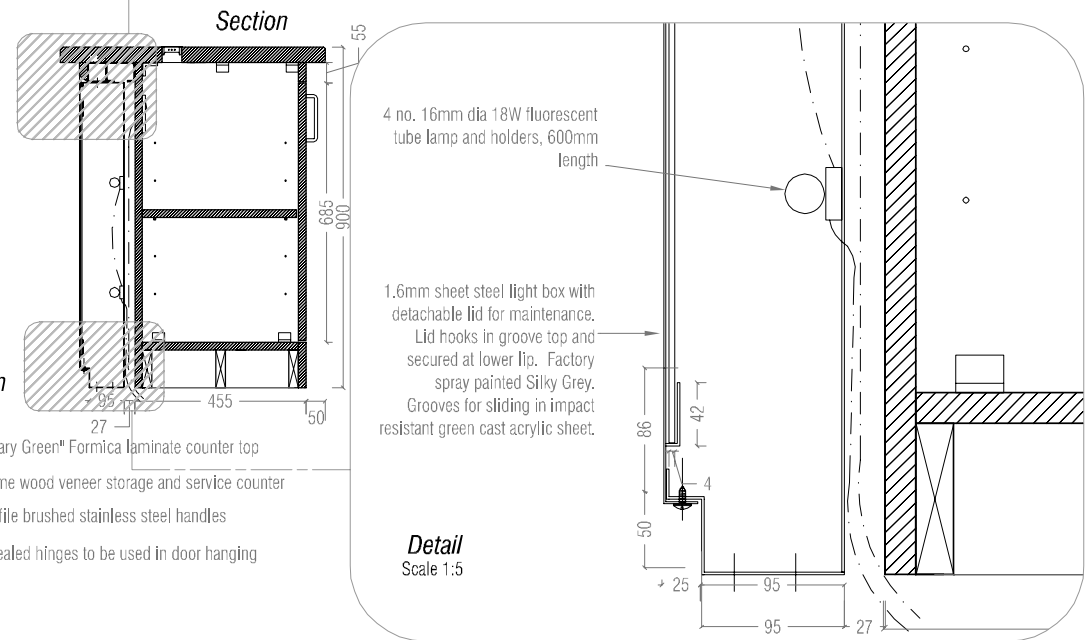 Section
55
685
900
95
455
27
50
Green" Formica laminate counter top
wood veneer storage and service counter
brushed stainless steel handles
hinges to be used in door hanging
4 no. 16mm dia 18W fluorescent
tube lamp and holders, 600mm
length
1.6mm sheet steel light box with
detachable lid for maintenance.
Lid hooks in groove top and
secured at lower lip. Factory
spray painted Silky Grey.
Grooves for sliding in impact
resistant green cast acrylic sheet.
86
42
4
50
25
95
95
27
Detail
Scale 1:5